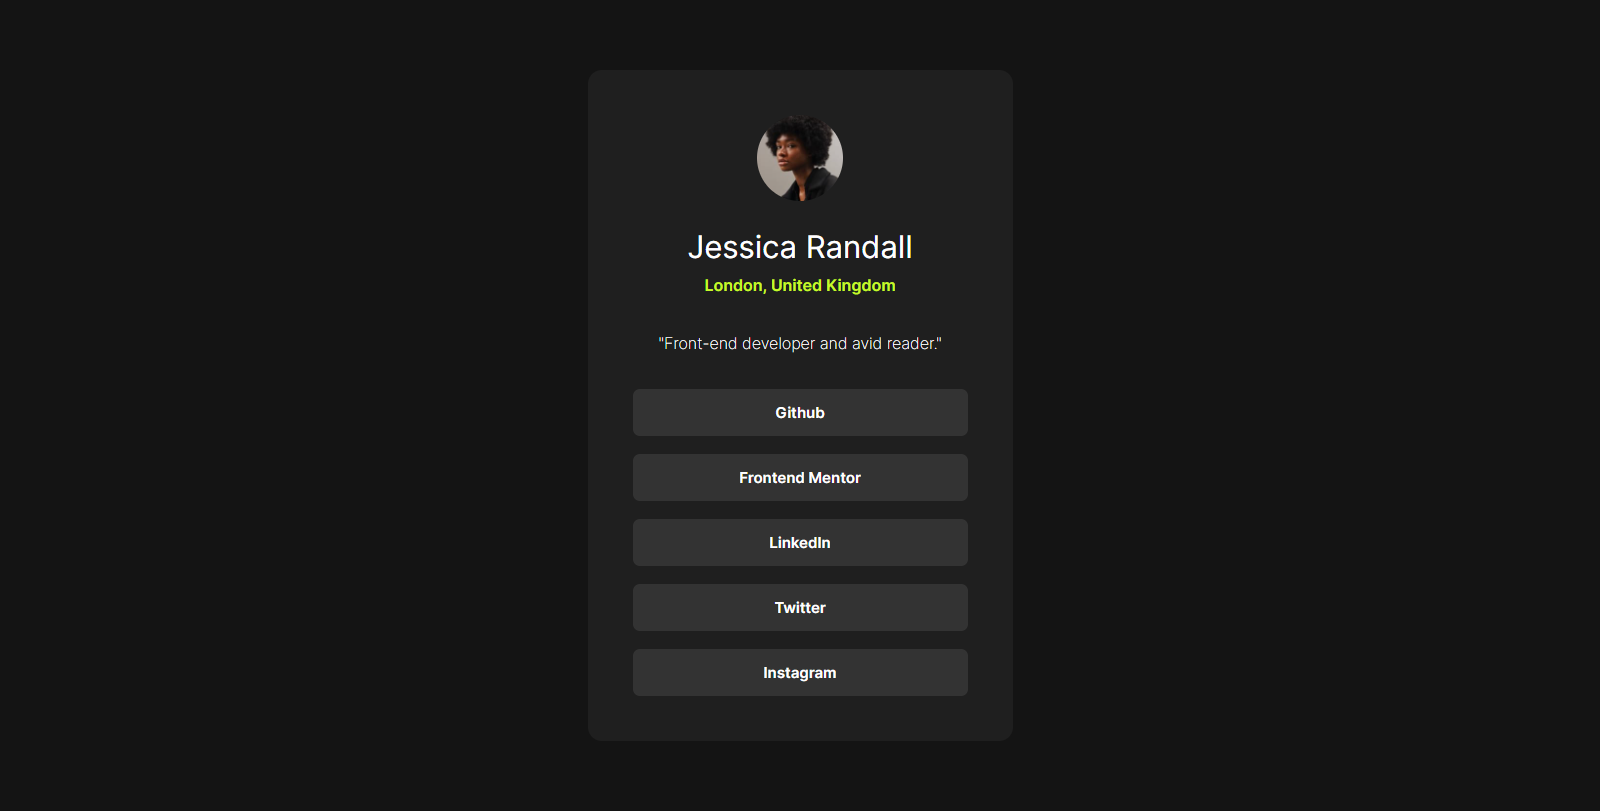 Jessica Randall
London, United Kingdom
"Front-end developer and avid reader."
Github
Frontend Mentor
LinkedIn
Twitter
Instagram